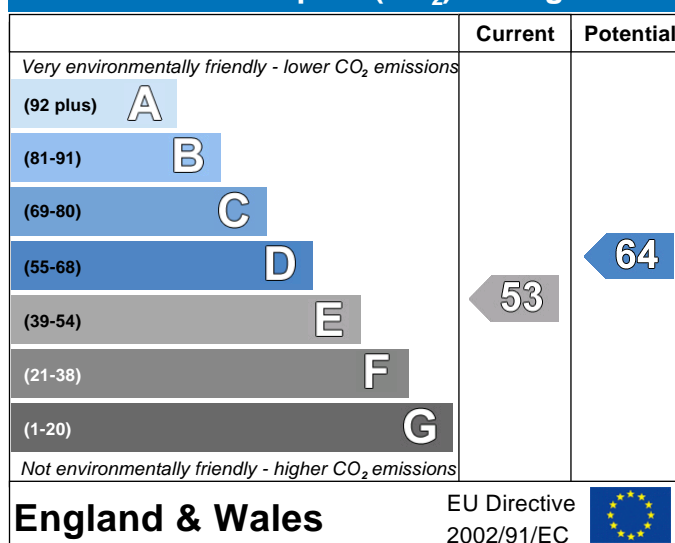 Current Potential
Very environmentally friendly - lower CO₂ emissions
(92 plus) A
(81-91) B
(69-80) C
(55-68) D
64
53
(39-54) E
(21-38) F
(1-20) G
Not environmentally friendly - higher CO₂ emissions
England & Wales
EU Directive
2002/91/EC